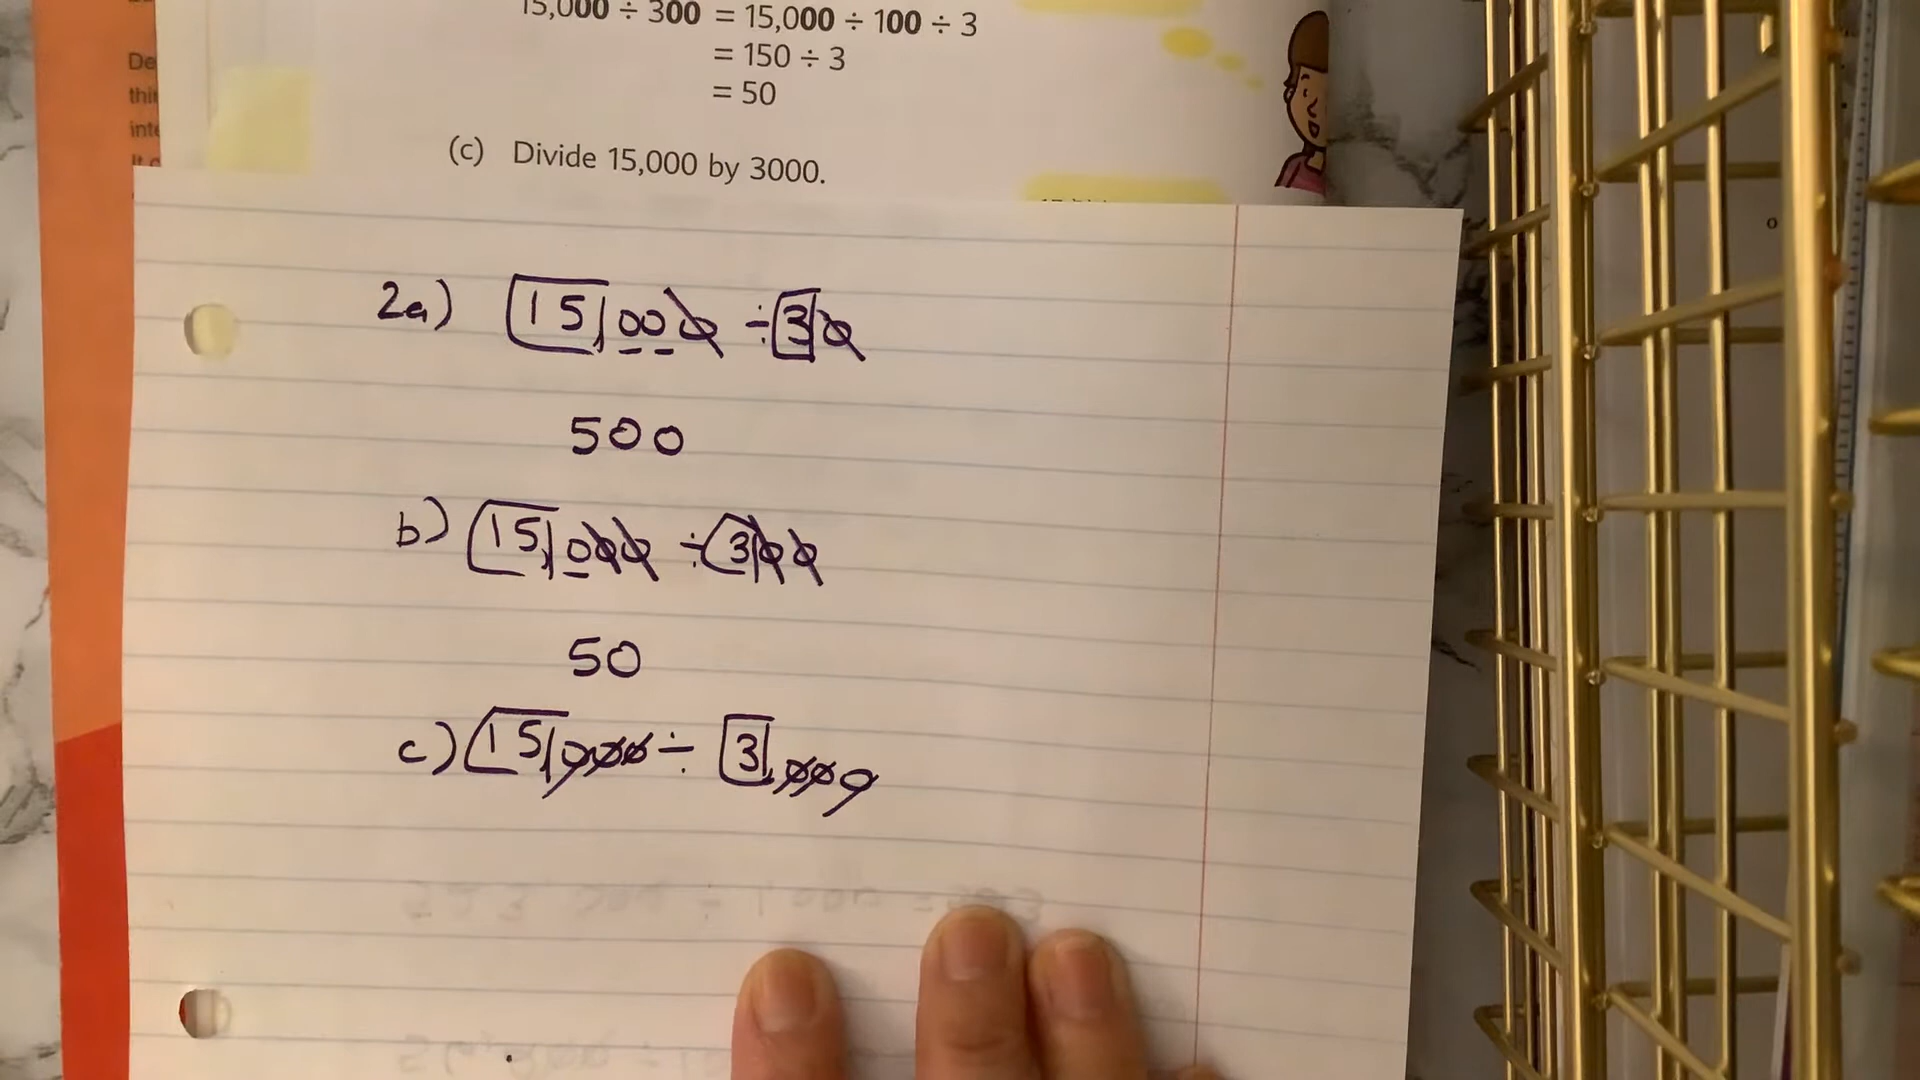 15,000 ÷ 300 = 15,000 ÷ 100 ÷ 3
= 150 ÷ 3
= 50
(c) Divide 15,000 by 3000.
2a) 15,000 ÷ 30
500
b) 15,000 ÷ 300
50
c) 15,000 ÷ 3,000